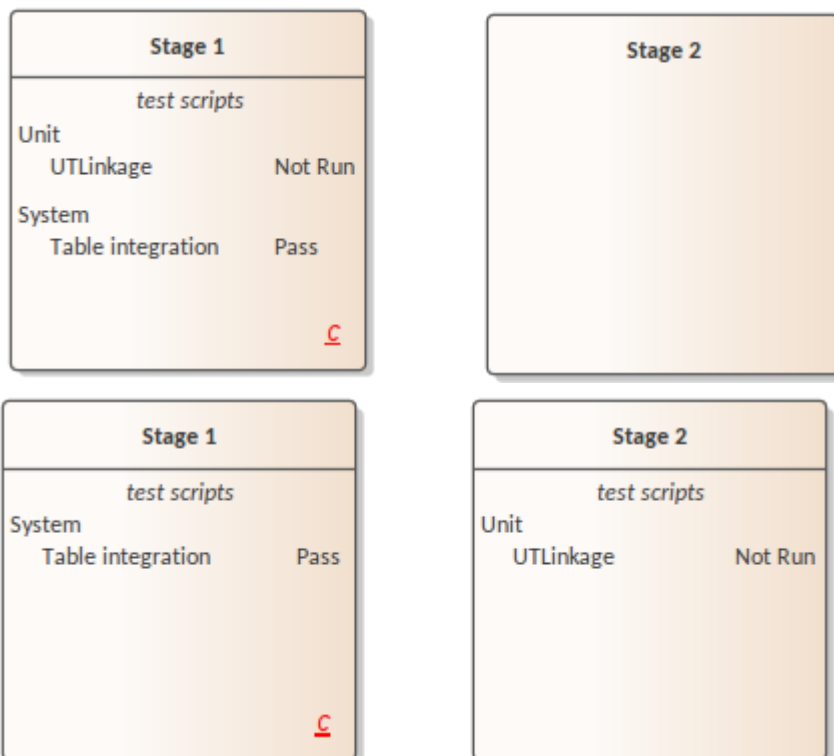 Stage 1
test scripts
Unit
UTLinkage Not Run
System
Table integration Pass
C
Stage 2
Stage 1
test scripts
System
Table integration Pass
C
Stage 2
test scripts
Unit
UTLinkage Not Run